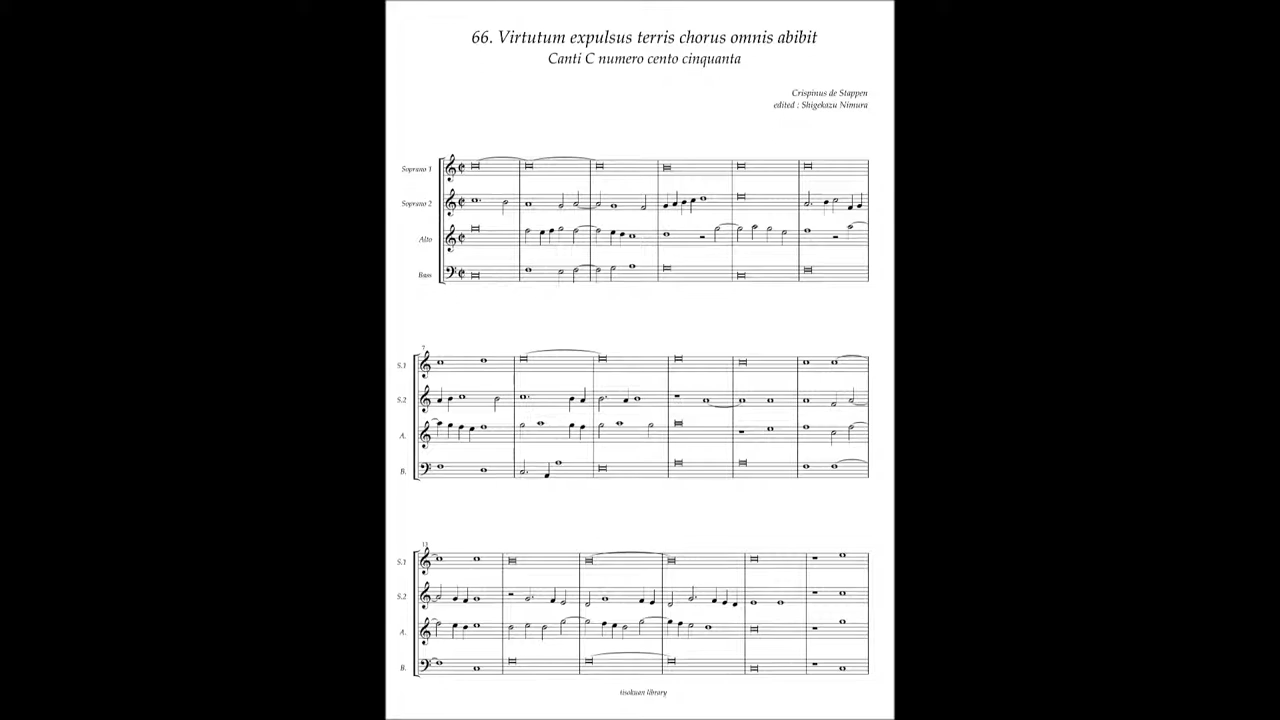 66. Virtutum expulsus terris chorus omnis abibit
Canti C numero cento cinquanta
Crispinus de Stappen
edited : Shigekazu Nimura
Soprano 1
Soprano 2
Alto
Bass
7
S.1
S.2
A.
B.
13
S.1
S.2
A.
B.
tisokuan library